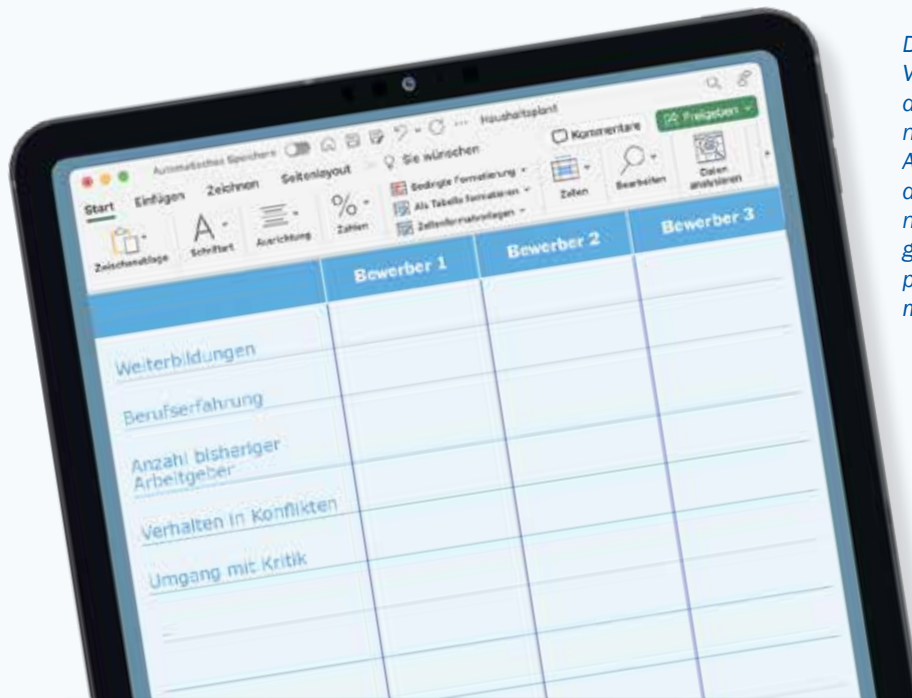 Automatisches Speichern
Haushaltsplan1
Start Einfügen Zeichnen Seitenlayout Sie wünschen
Kommentare
Freigeben
Zwischenablage
Schriftart
Ausrichtung
Zahlen
Bedingte Formatierung
Als Tabelle formatieren
Zellenformatvorlagen
Zellen
Bearbeiten
Daten
analysieren
Bewerber 1 Bewerber 2 Bewerber 3
Weiterbildungen
Berufserfahrung
Anzahl bisheriger
Arbeitgeber
Verhalten in Konflikten
Umgang mit Kritik